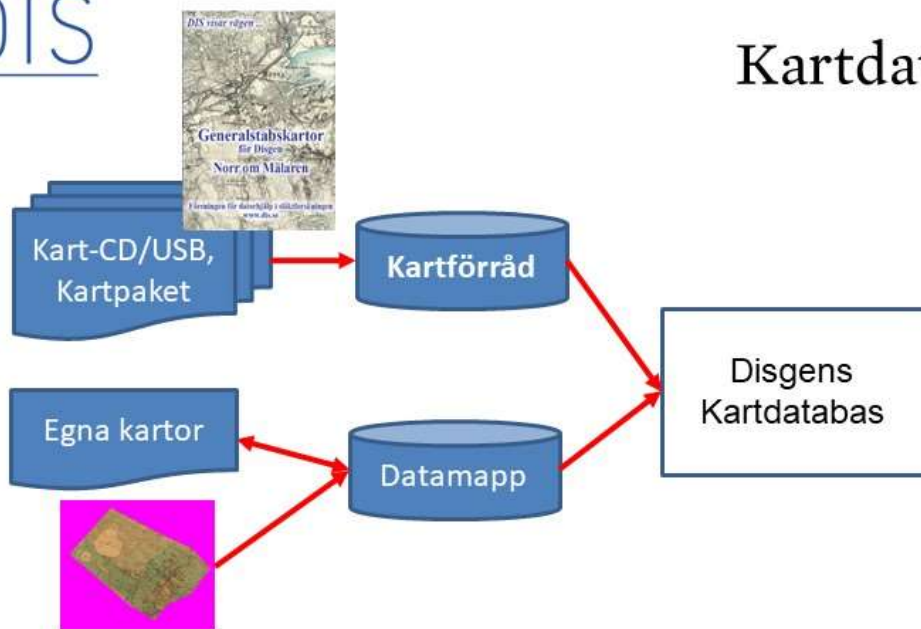 DIS
Kartdat
DIS visar vägen ...
Generalstabskartor
för Disgen
Norr om Mälaren
Föreningen för datorhjälp i släktforskningen
www.dis.se
Kart-CD/USB,
Kartpaket
Kartförråd
Disgens
Kartdatabas
Egna kartor
Datamapp